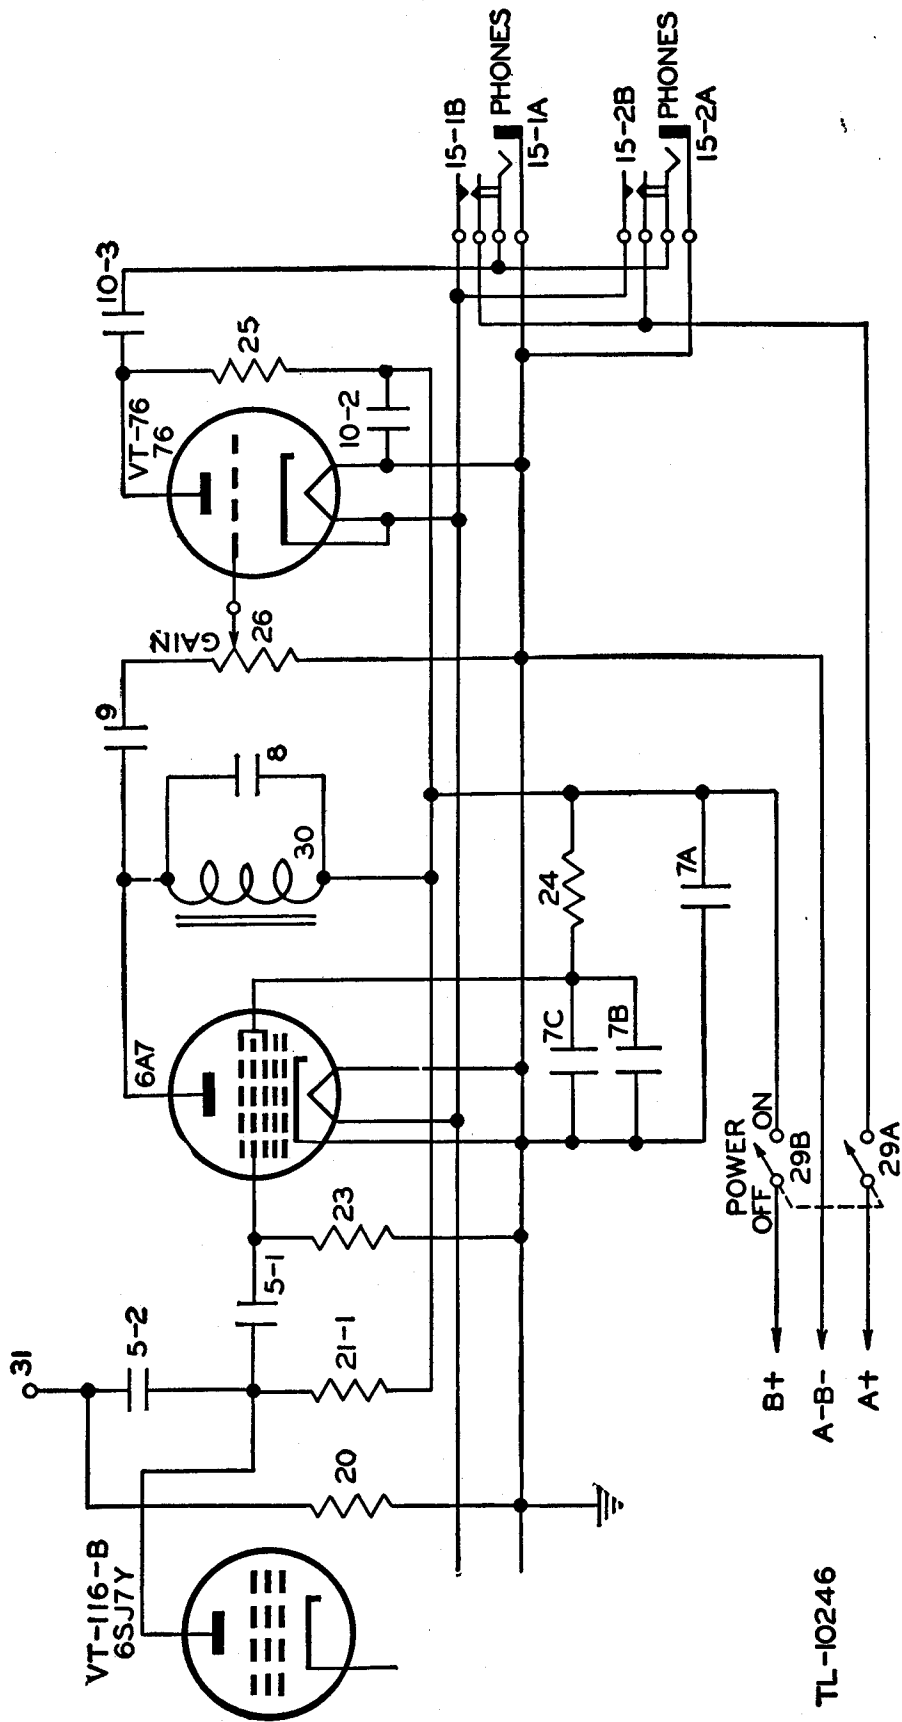 31
5-2
VT-116-B
6SJ7Y
20
21-1
5-1
23
6A7
9
8
30
GAIN
26
VT-76
76
10-3
25
10-2
15-1B
PHONES
15-1A
15-2B
PHONES
15-2A
7C
7B
24
7A
POWER
OFF
ON
29B
29A
B+
A-B-
A+
TL-10246